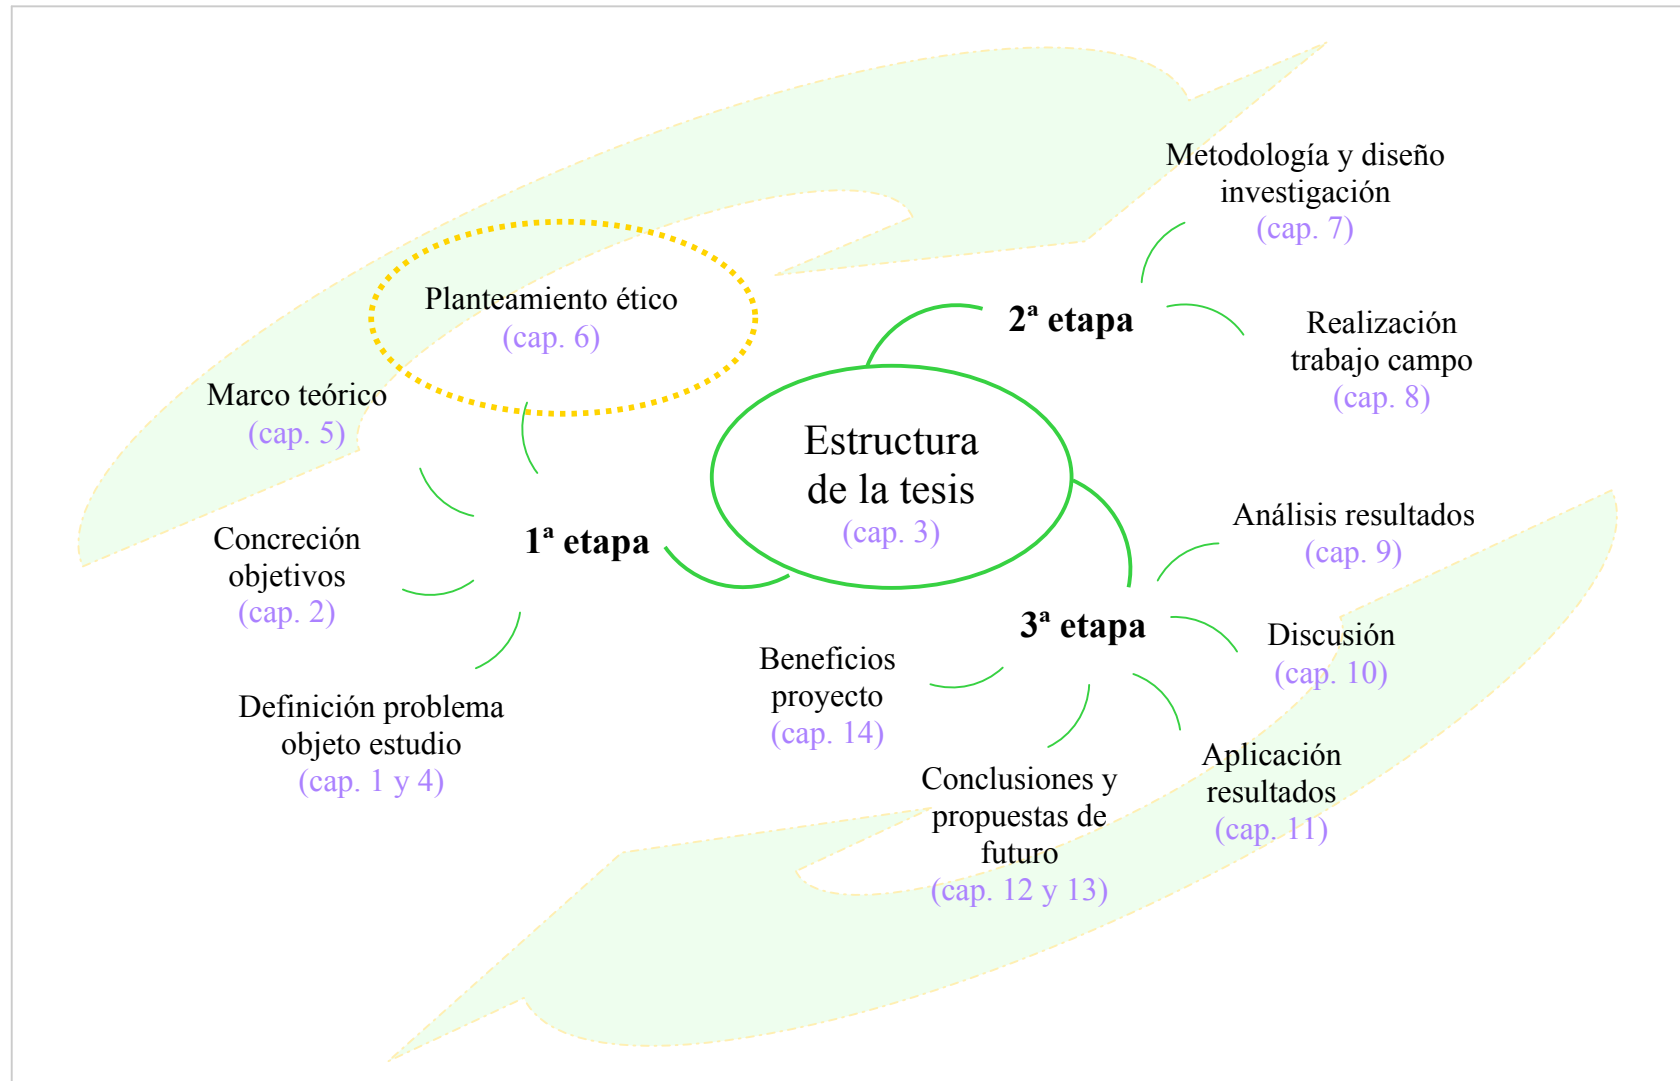 Estructura
de la tesis
(cap. 3)
1ª etapa
Definición problema
objeto estudio
(cap. 1 y 4)
Concreción
objetivos
(cap. 2)
Marco teórico
(cap. 5)
Planteamiento ético
(cap. 6)
2ª etapa
Metodología y diseño
investigación
(cap. 7)
Realización
trabajo campo
(cap. 8)
3ª etapa
Análisis resultados
(cap. 9)
Discusión
(cap. 10)
Aplicación
resultados
(cap. 11)
Conclusiones y
propuestas de
futuro
(cap. 12 y 13)
Beneficios
proyecto
(cap. 14)